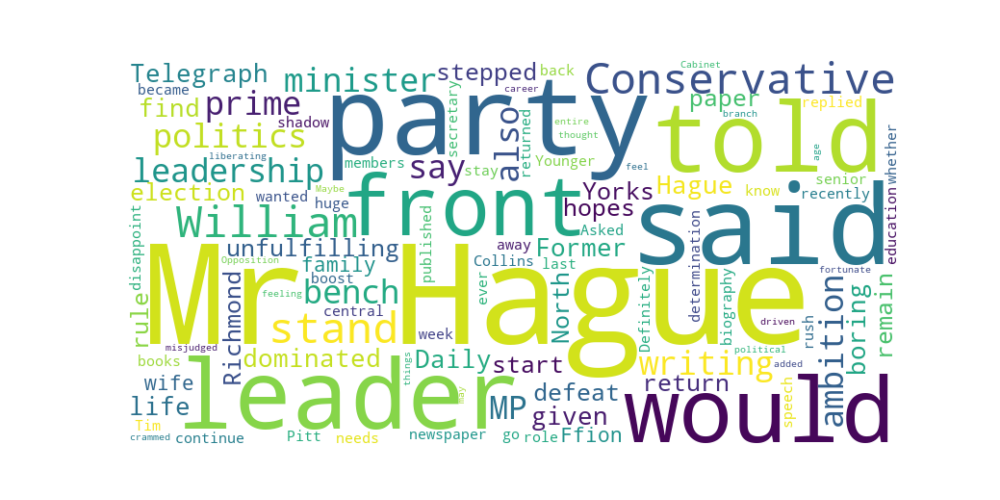 Telegraph minister stepped back Cabinet Conservative
became career
find prime party paper replied
shadow also secretary returned entire told branch
politics thought
liberating
leadership members say stay Younger feel age whether
election wanted huge Maybe front Yorks Hague know senior recently
William hopes said education
disappoint unfulfilling published away Former Asked determination
Opposition Collins
rule family boost ever last North Definitely biography fortunate
feeling bench
Mr Hague
Richmond central week driven rush ambition boring remain
misjudged stand political
books dominated things Daily start writing added
wife leader may MP defeat return would
life given speech
Tim
crammed continue Pitt needs newspaper go role Ffion